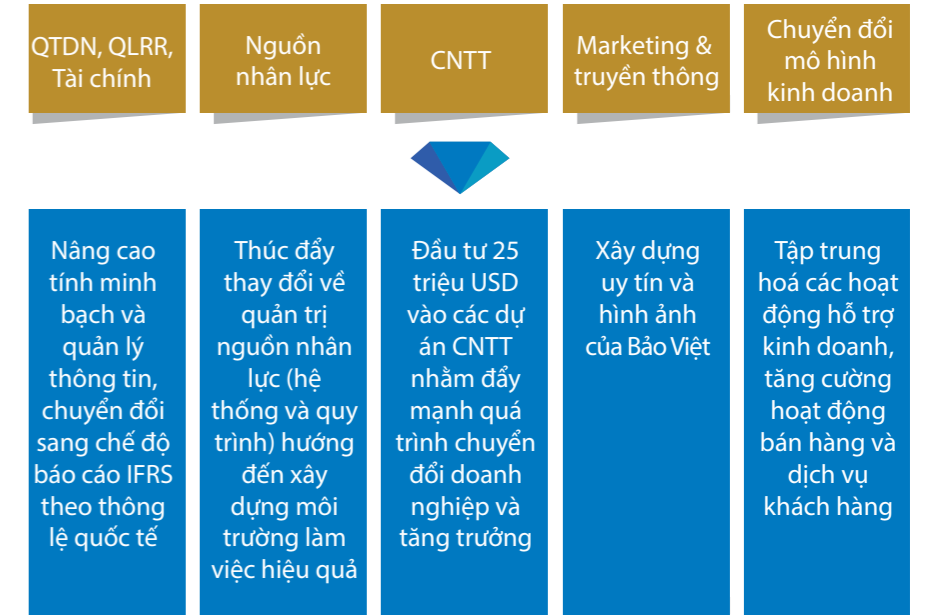 QTDN, QLRR,
Tài chính
Nguồn
nhân lực
CNTT
Marketing &
truyền thông
Chuyển đổi
mô hình
kinh doanh
Nâng cao
tính minh
bạch và
quản lý
thông tin,
chuyển đổi
sang chế độ
báo cáo IFRS
theo thông
lệ quốc tế
Thúc đẩy
thay đổi về
quản trị
nguồn nhân
lực (hệ
thống và quy
trình) hướng
đến xây
dựng môi
trường làm
việc hiệu quả
Đầu tư 25
triệu USD
vào các dự
án CNTT
nhằm đẩy
mạnh quá
trình chuyển
đổi doanh
nghiệp và
tăng trưởng
Xây dựng
uy tín và
hình ảnh
của Bảo Việt
Tập trung
hoá các hoạt
động hỗ trợ
kinh doanh,
tăng cường
hoạt động
bán hàng và
dịch vụ
khách hàng